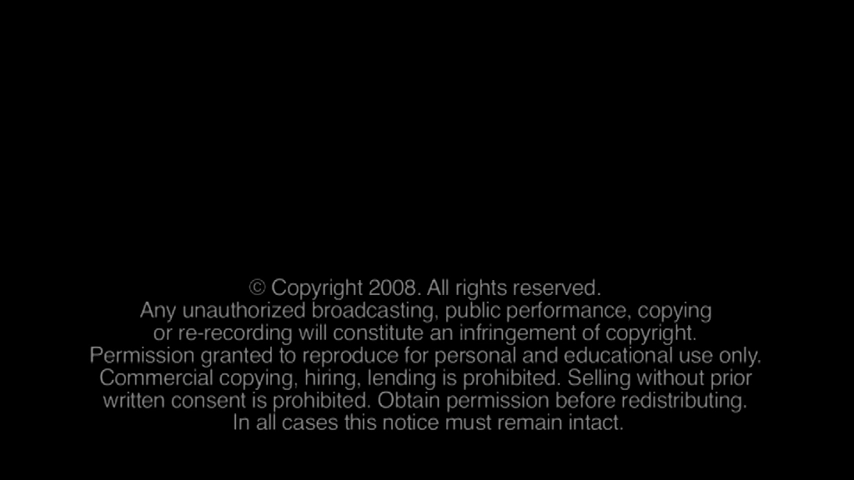 © Copyright 2008. All rights reserved.
Any unauthorized broadcasting, public performance, copying
or re-recording will constitute an infringement of copyright.
Permission granted to reproduce for personal and educational use only.
Commercial copying, hiring, lending is prohibited. Selling without prior
written consent is prohibited. Obtain permission before redistributing.
In all cases this notice must remain intact.